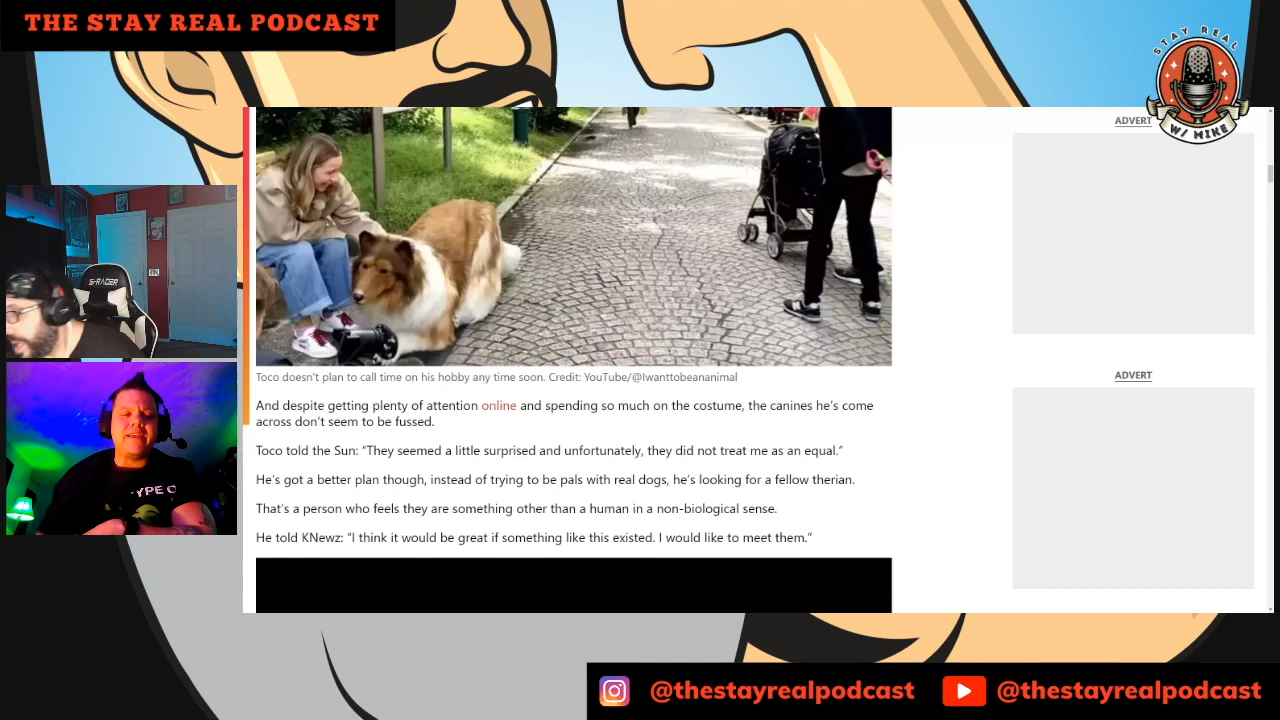 THE STAY REAL PODCAST
STAY REAL
W/ MIKE
ADVERT
S-RACER
TYPE O
Toco doesn't plan to call time on his hobby any time soon. Credit: YouTube/@Iwanttobeananimal
And despite getting plenty of attention online and spending so much on the costume, the canines he's come
across don't seem to be fussed.
Toco told the Sun: “They seemed a little surprised and unfortunately, they did not treat me as an equal.”
He's got a better plan though, instead of trying to be pals with real dogs, he's looking for a fellow therian.
That's a person who feels they are something other than a human in a non-biological sense.
He told KNewz: “I think it would be great if something like this existed. I would like to meet them.”
ADVERT
@thestayrealpodcast
@thestayrealpodcast